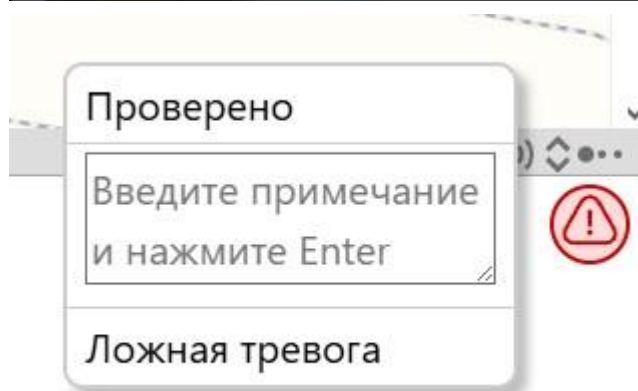 Проверено
Введите примечание
и нажмите Enter
Ложная тревога